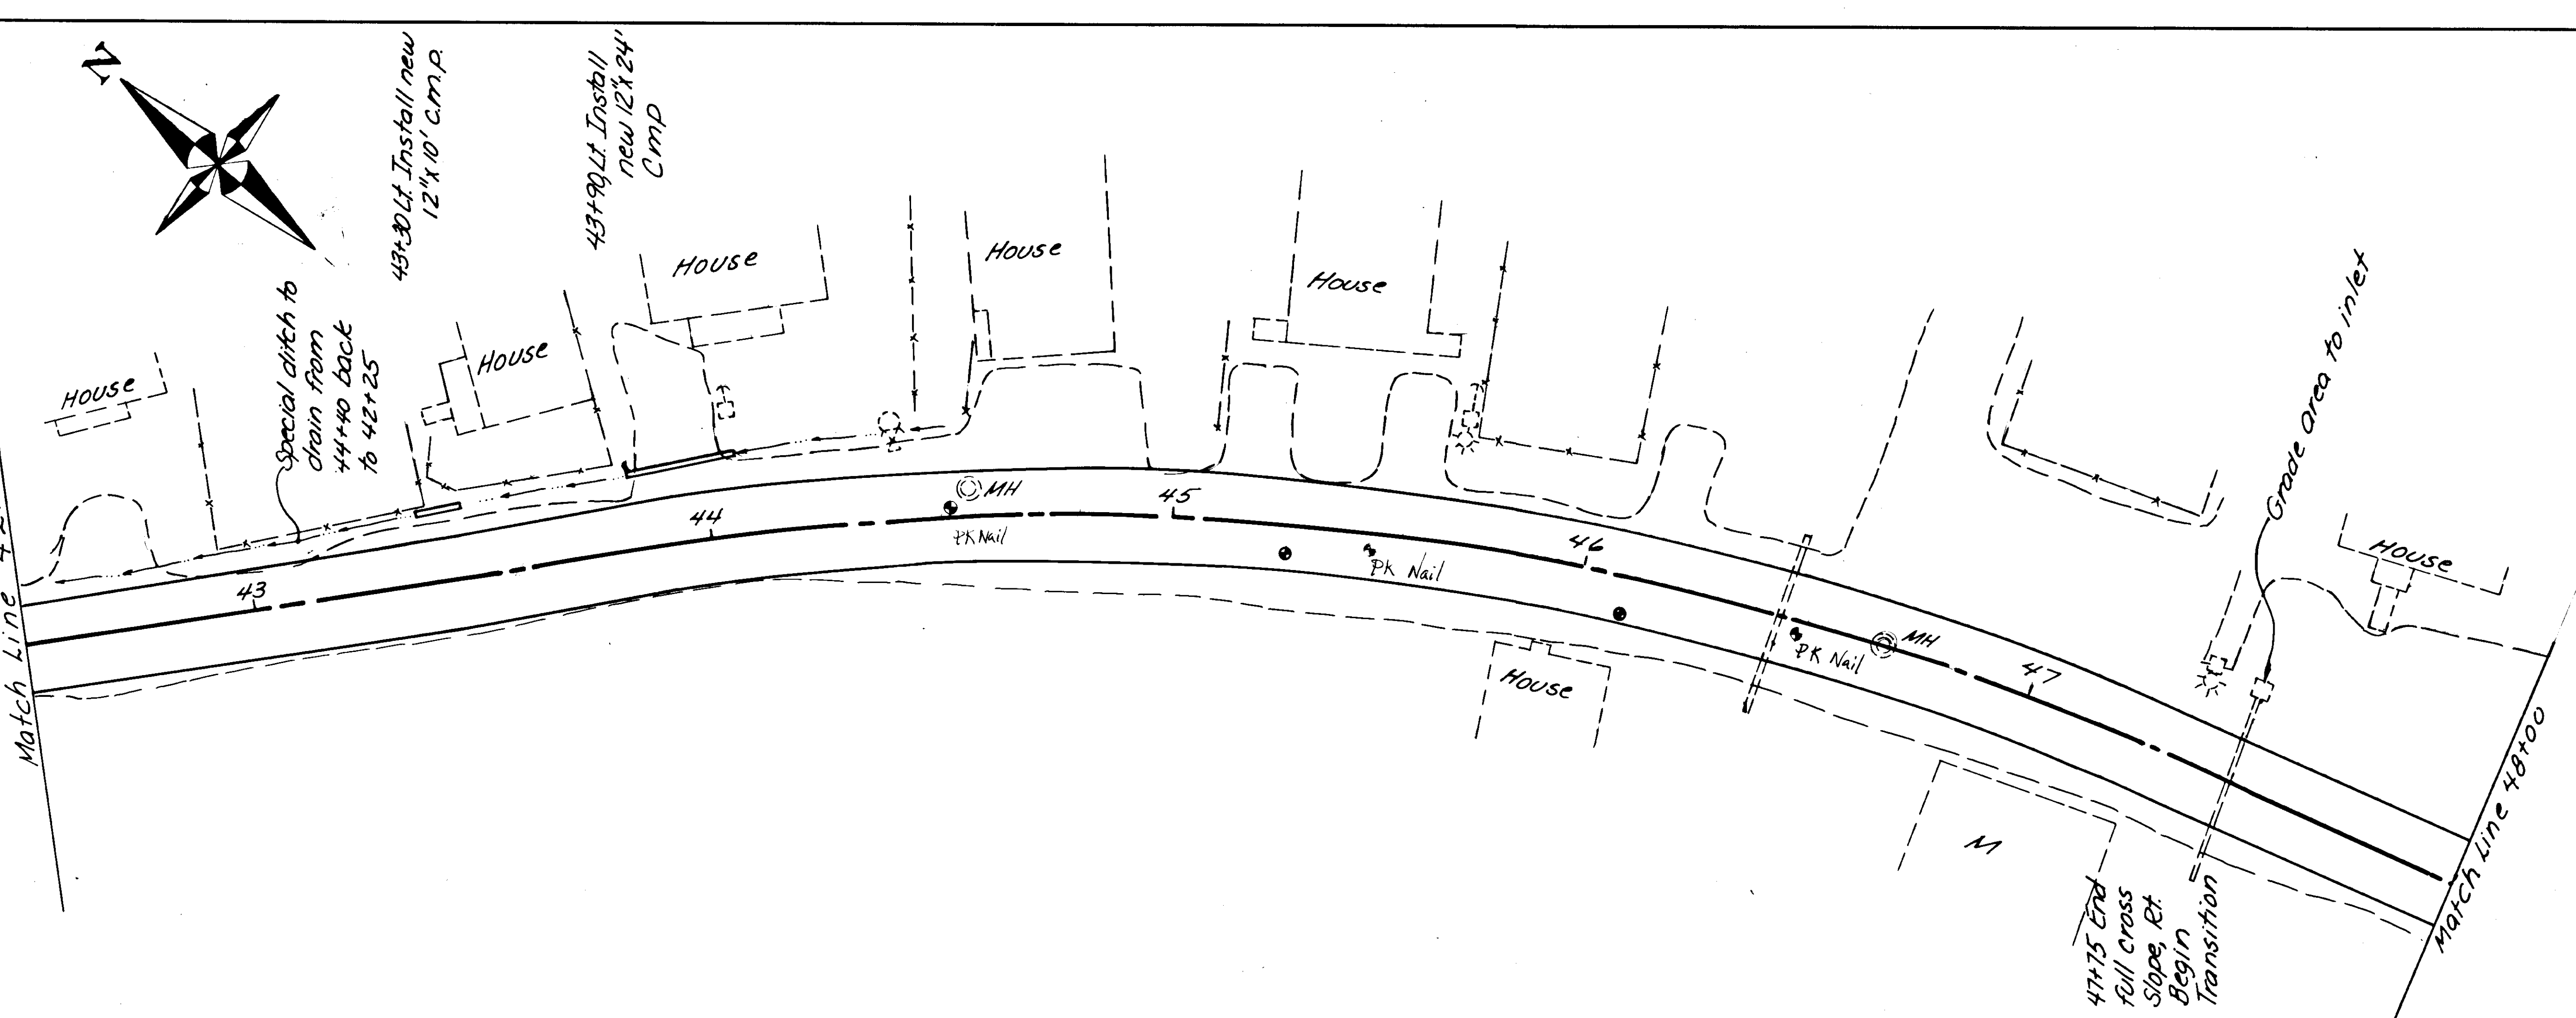 N
43+30 Lt. Install new
12"x10' C.m.p.
43+90, Lt. Install
new 12"x24'
Cmp
Special ditch to
drain from
44+40 back
to 42+25
House
House
House
House
House
House
House
Grade area to inlet
43
44
45
46
47
MH
MH
PK Nail
PK Nail
PK Nail
M
Match Line
Match Line 48+00
47+75 End
full cross
Slope, Rt.
Begin
Transition